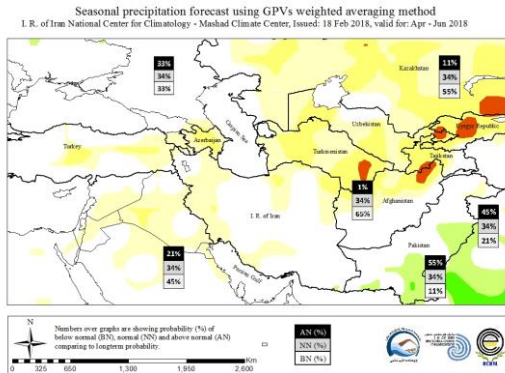 Seasonal precipitation forecast using GPVs weighted averaging method
I. R. of Iran National Center for Climatology - Mashad Climate Center, Issued: 18 Feb 2018, valid for: Apr - Jun 2018
33%
34%
33%
11%
34%
55%
Kazakhstan
Caspian Sea
Uzbekistan
Kyrgyz Republic
Turkey
Azerbaijan
Turkmenistan
Tajikistan
1%
34%
65%
Afghanistan
I. R. of Iran
45%
34%
21%
Pakistan
21%
34%
45%
Persian Gulf
55%
34%
11%
N
Numbers over graphs are showing probability (%) of
below normal (BN), normal (NN) and above normal (AN)
comparing to longterm probability.
AN (%)
NN (%)
BN (%)
0 325 650 1,300 1,950 2,600 Km